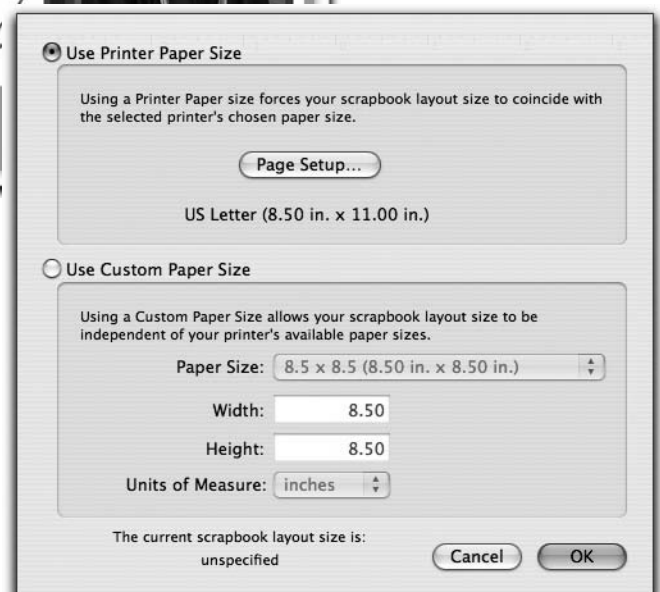 Use Printer Paper Size
Using a Printer Paper size forces your scrapbook layout size to coincide with
the selected printer's chosen paper size.
Page Setup...
US Letter (8.50 in. x 11.00 in.)
Use Custom Paper Size
Using a Custom Paper Size allows your scrapbook layout size to be
independent of your printer's available paper sizes.
Paper Size: 8.5 x 8.5 (8.50 in. x 8.50 in.)
Width: 8.50
Height: 8.50
Units of Measure: inches
The current scrapbook layout size is:
unspecified
Cancel OK